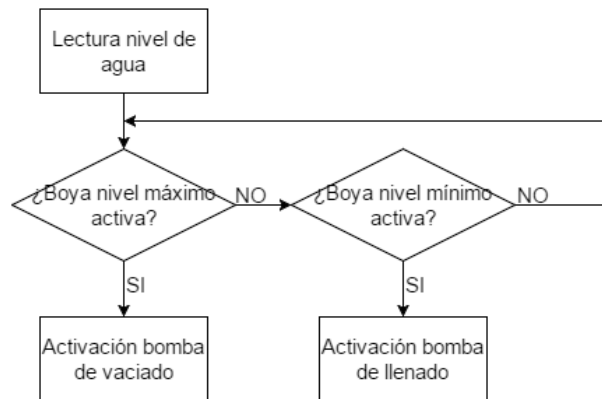 Lectura nivel de
agua
¿Boya nivel máximo
activa?
NO
¿Boya nivel mínimo
activa?
NO
SI
SI
Activación bomba
de vaciado
Activación bomba
de llenado